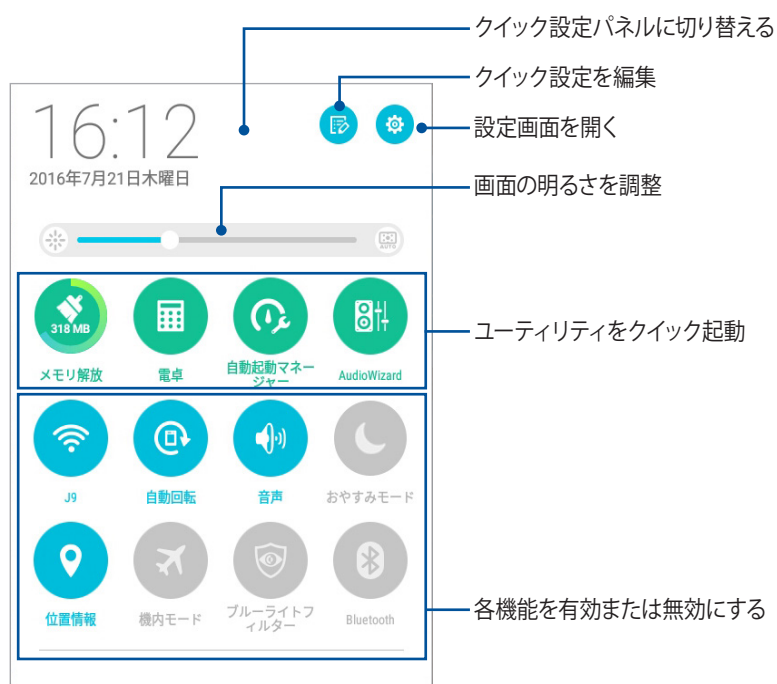 クイック設定パネルに切り替える
クイック設定を編集
設定画面を開く
画面の明るさを調整
16:12
2016年7月21日木曜日
AUTO
318 MB
メモリ解放
電卓
自動起動マネー
ジャー
AudioWizard
ユーティリティをクイック起動
J9
自動回転
音声
おやすみモード
位置情報
機内モード
ブルーライトフ
ィルター
Bluetooth
各機能を有効または無効にする